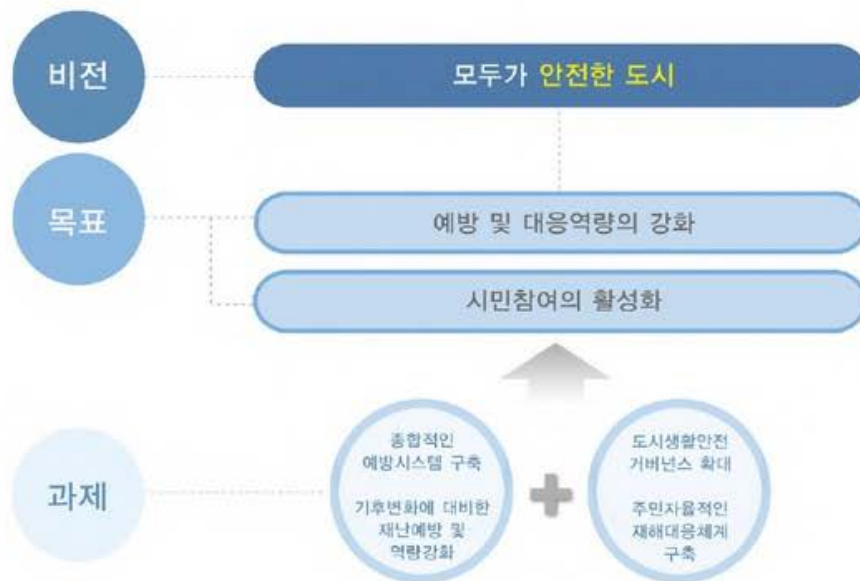 비전
모두가 안전한 도시
목표
예방 및 대응역량의 강화
시민참여의 활성화
과제
종합적인
예방시스템 구축
기후변화에 대비한
재난예방 및
역량강화
도시생활안전
거버넌스 확대
주민자율적인
재해대응체계
구축